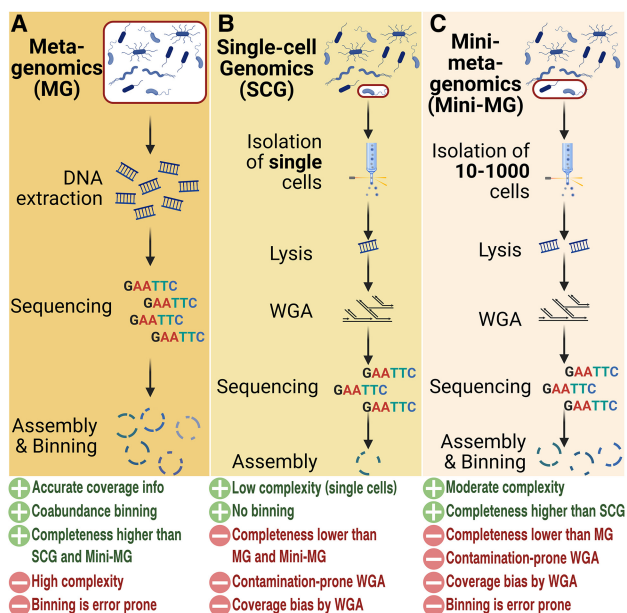 A
Meta-
genomics
(MG)
DNA
extraction
GAATTC
GAATTC
Sequencing
GAATTC
GAATTC
Assembly
& Binning
+ Accurate coverage info
+ Coabundance binning
+ Completeness higher than
SCG and Mini-MG
− High complexity
− Binning is error prone
B
Single-cell
Genomics
(SCG)
Isolation
of single
cells
Lysis
WGA
GAATTC
Sequencing
GAATTC
GAATTC
Assembly
+ Low complexity (single cells)
+ No binning
− Completeness lower than
MG and Mini-MG
− Contamination-prone WGA
− Coverage bias by WGA
C
Mini-
meta-
genomics
(Mini-MG)
Isolation of
10-1000
cells
Lysis
WGA
GAATTC
Sequencing
GAATTC
GAATTC
Assembly
& Binning
+ Moderate complexity
+ Completeness higher than SCG
− Completeness lower than MG
− Contamination-prone WGA
− Coverage bias by WGA
− Binning is error prone